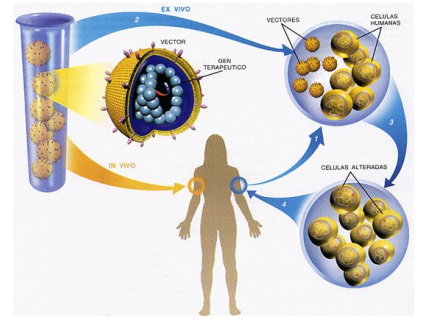 EX VIVO
2
VECTOR
GEN
TERAPEUTICO
VECTORES
CELULAS
HUMANAS
IN VIVO
1
3
CELULAS ALTERADAS
4